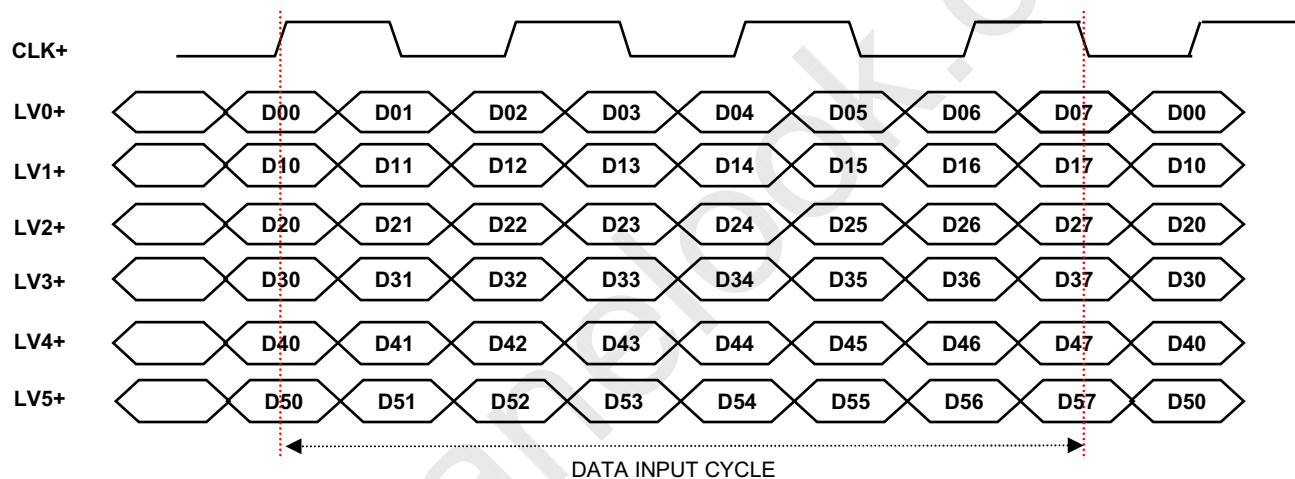 CLK+
LV0+ D00 D01 D02 D03 D04 D05 D06 D07 D00
LV1+ D10 D11 D12 D13 D14 D15 D16 D17 D10
LV2+ D20 D21 D22 D23 D24 D25 D26 D27 D20
LV3+ D30 D31 D32 D33 D34 D35 D36 D37 D30
LV4+ D40 D41 D42 D43 D44 D45 D46 D47 D40
LV5+ D50 D51 D52 D53 D54 D55 D56 D57 D50
DATA INPUT CYCLE
anelook.c